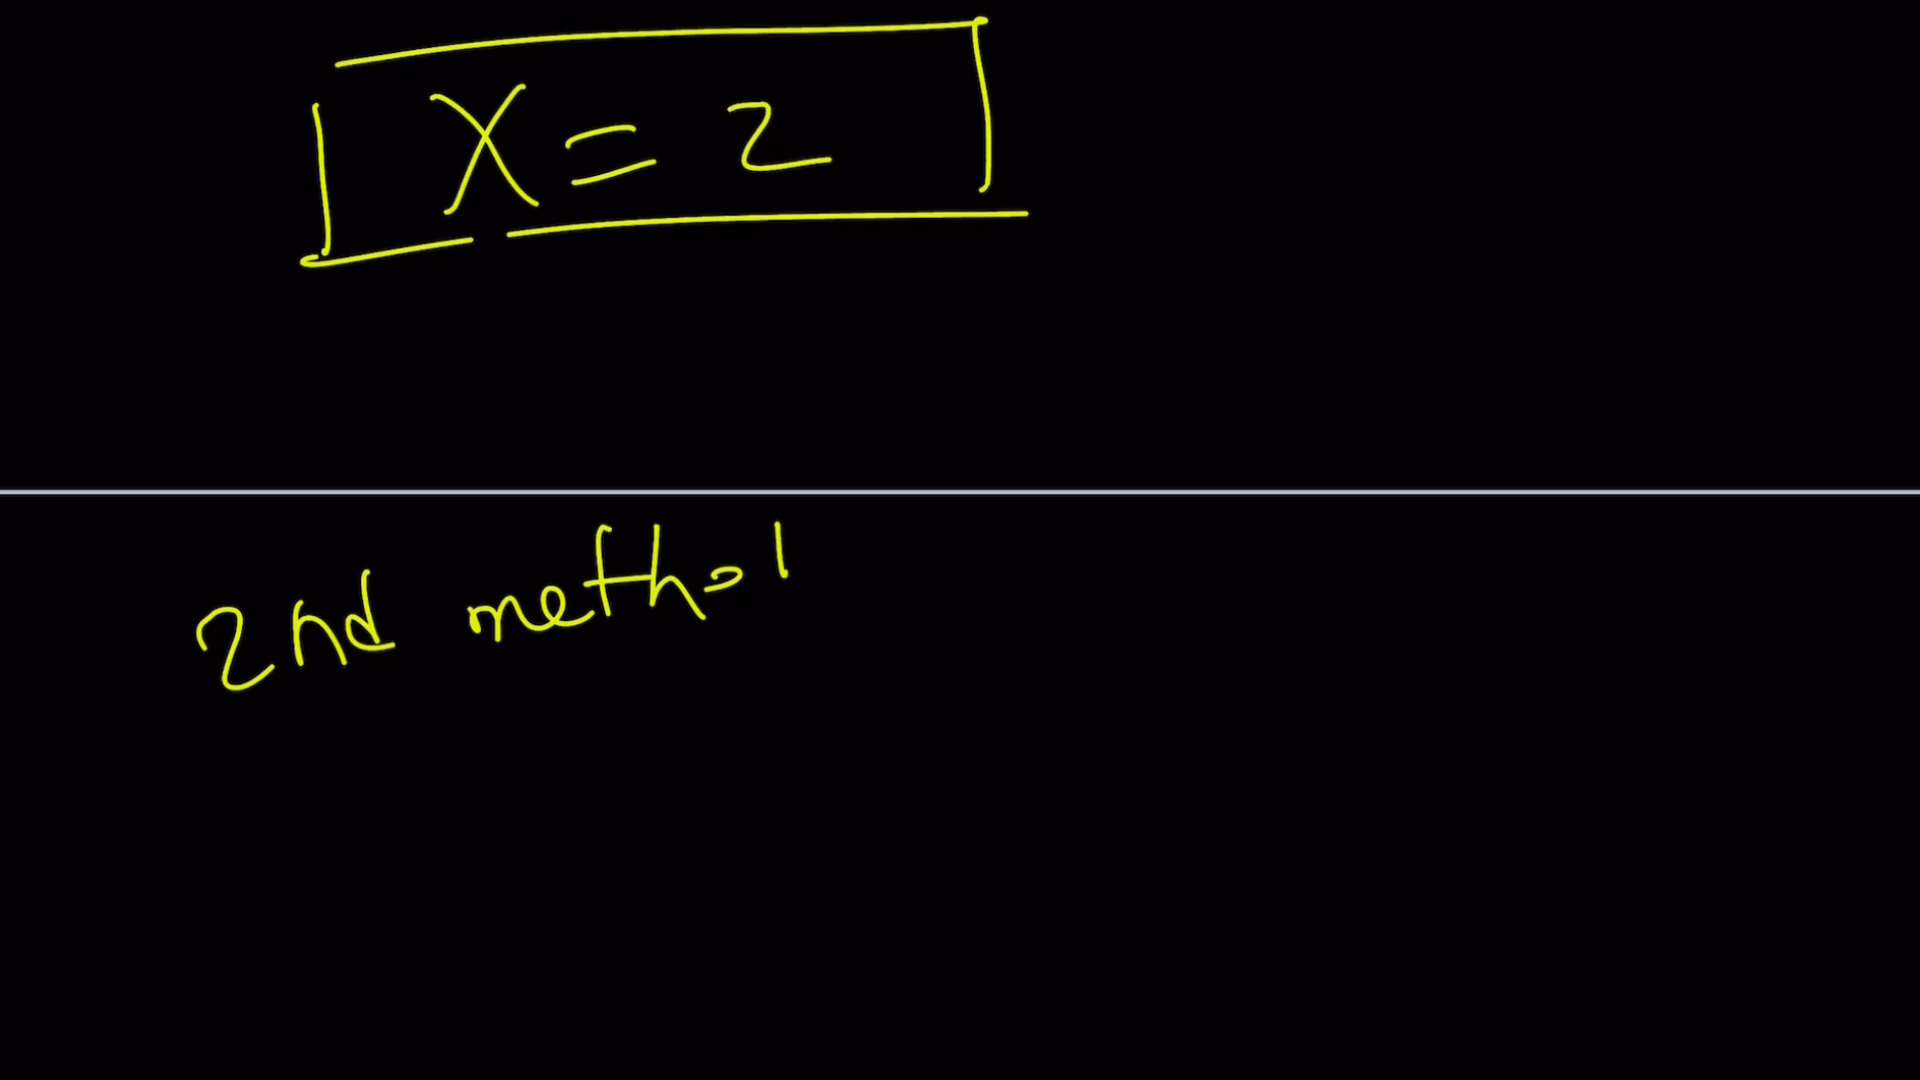 X = 2
2nd method